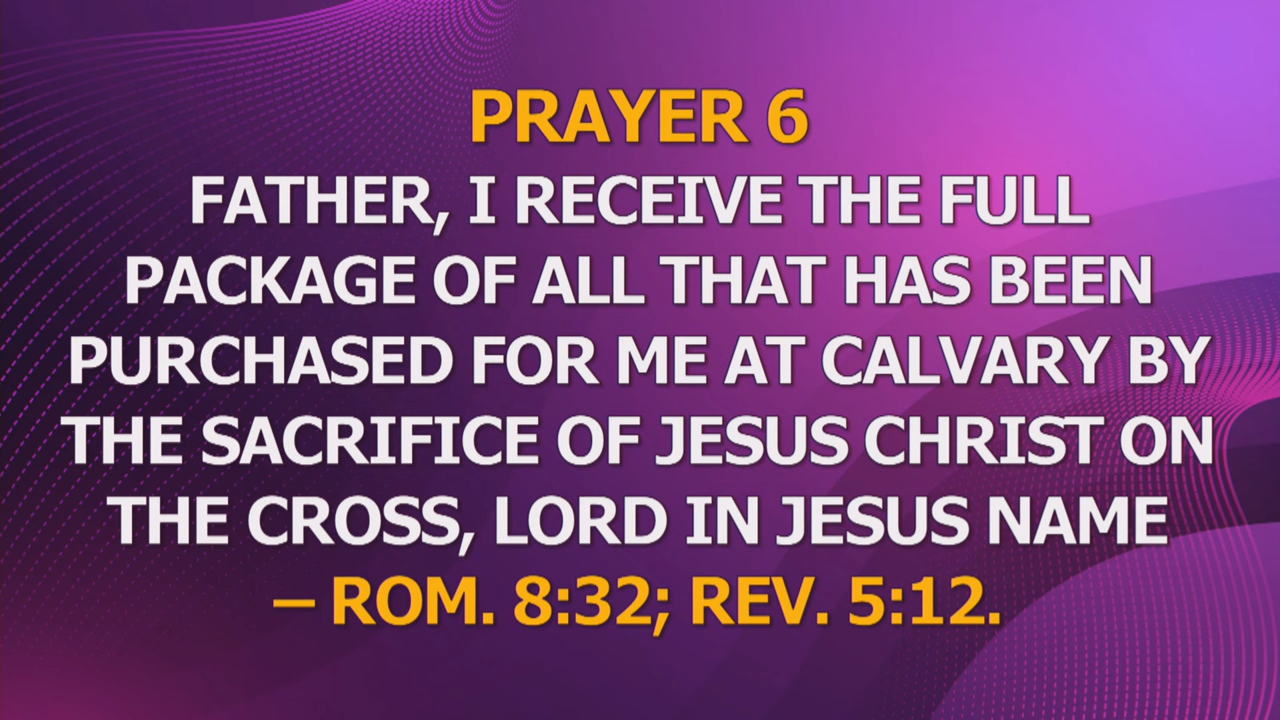 PRAYER 6
FATHER, I RECEIVE THE FULL
PACKAGE OF ALL THAT HAS BEEN
PURCHASED FOR ME AT CALVARY BY
THE SACRIFICE OF JESUS CHRIST ON
THE CROSS, LORD IN JESUS NAME
– ROM. 8:32; REV. 5:12.